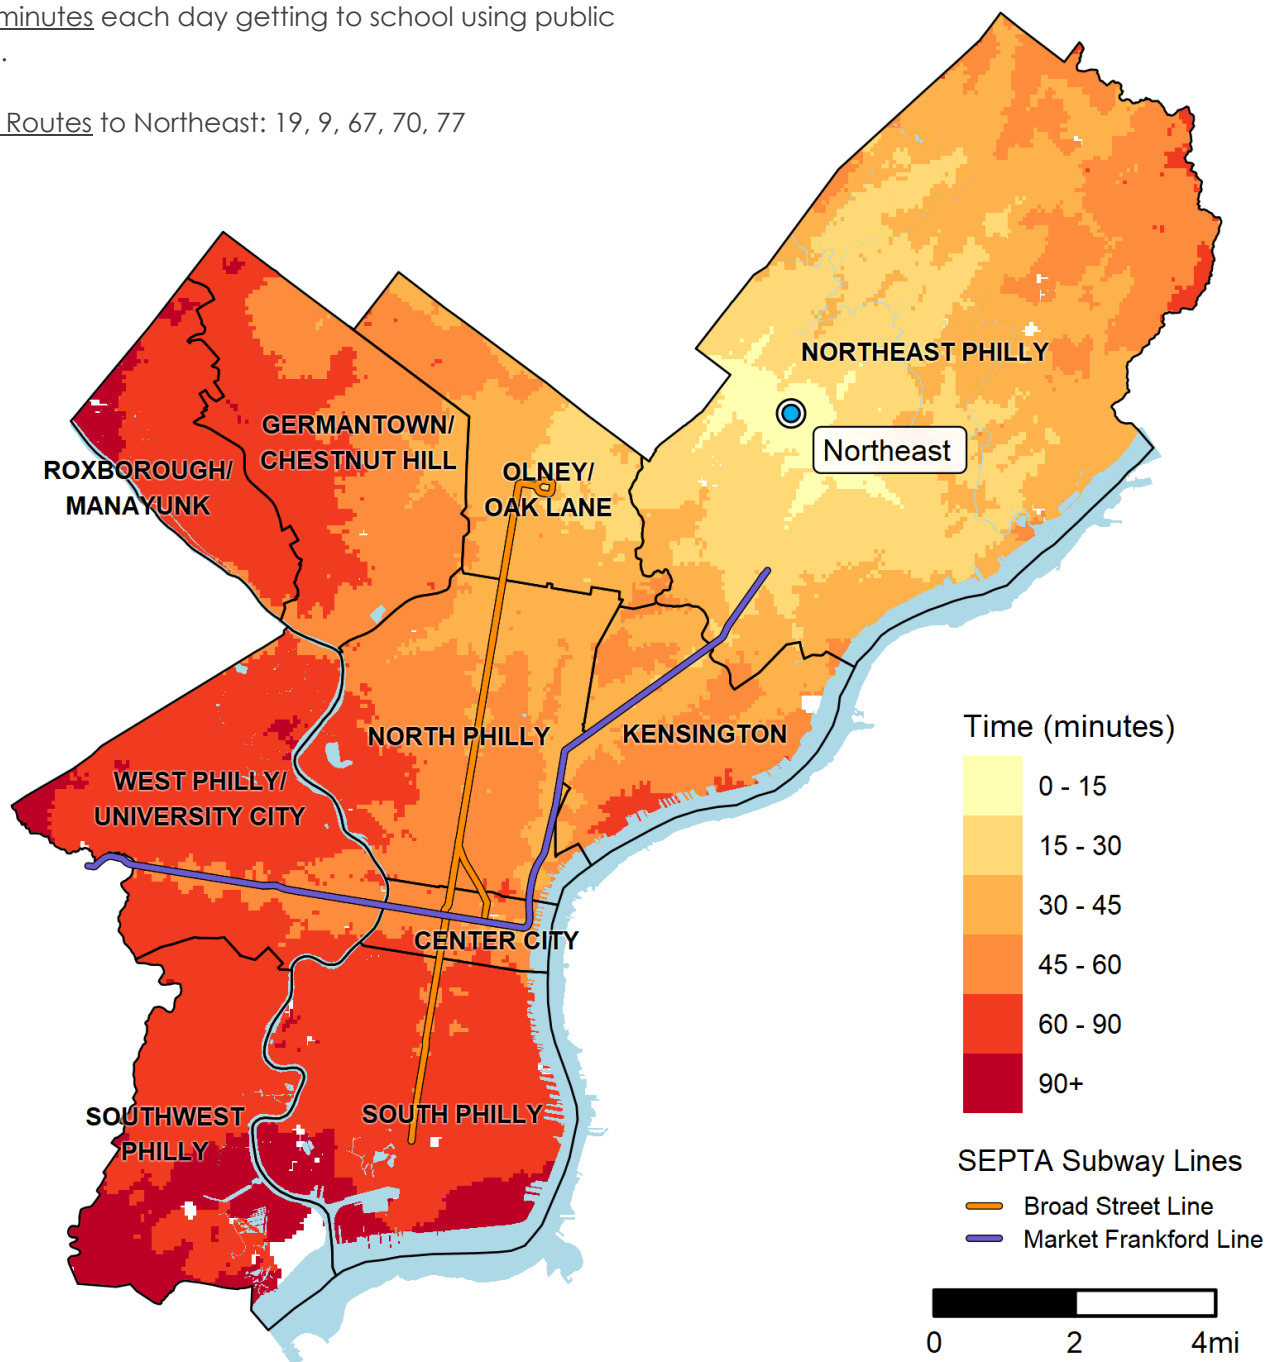 minutes each day getting to school using public
.
Routes to Northeast: 19, 9, 67, 70, 77
NORTHEAST PHILLY
Northeast
GERMANTOWN/
CHESTNUT HILL
ROXBOROUGH/
MANAYUNK
OLNEY/
OAK LANE
NORTH PHILLY
KENSINGTON
WEST PHILLY/
UNIVERSITY CITY
CENTER CITY
SOUTHWEST
PHILLY
SOUTH PHILLY
Time (minutes)
0 - 15
15 - 30
30 - 45
45 - 60
60 - 90
90+
SEPTA Subway Lines
Broad Street Line
Market Frankford Line
0 2 4mi